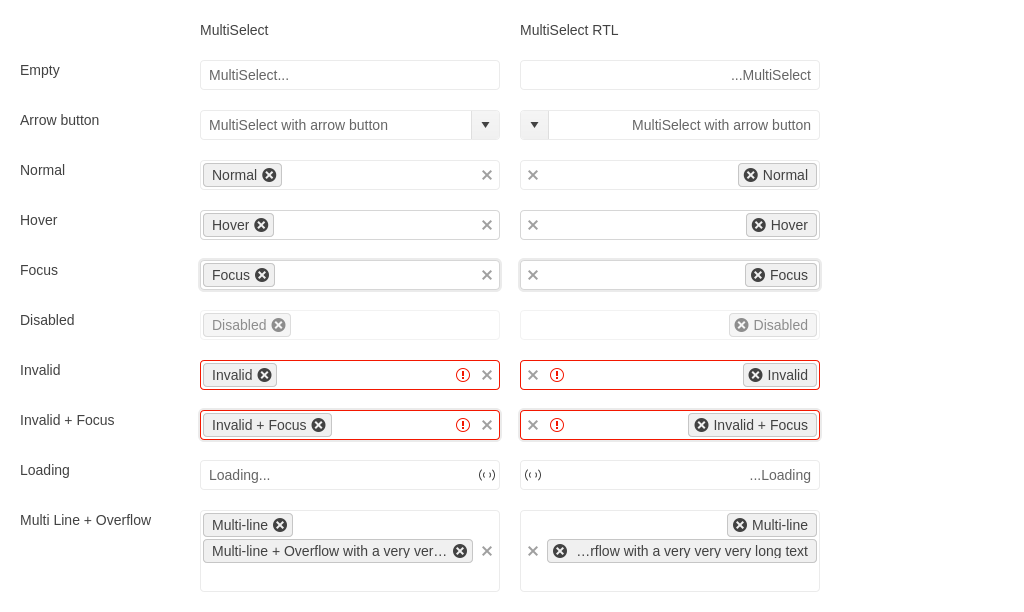 MultiSelect MultiSelect RTL
Empty MultiSelect... ...MultiSelect
Arrow button MultiSelect with arrow button MultiSelect with arrow button
Normal Normal Normal
Hover Hover Hover
Focus Focus Focus
Disabled Disabled Disabled
Invalid Invalid Invalid
Invalid + Focus Invalid + Focus Invalid + Focus
Loading Loading... ...Loading
Multi Line + Overflow Multi-line Multi-line
Multi-line + Overflow with a very ver... ...rflow with a very very very long text